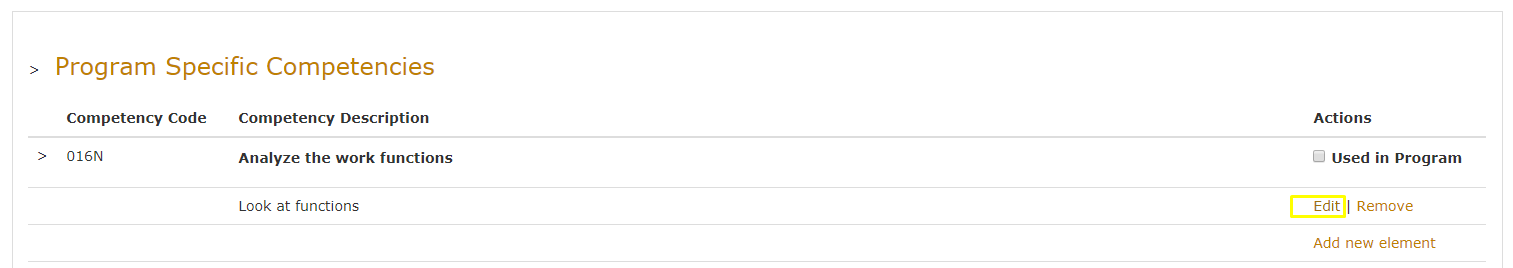 > Program Specific Competencies
Competency Code Competency Description Actions
> 016N Analyze the work functions Used in Program
Look at functions Edit | Remove
Add new element